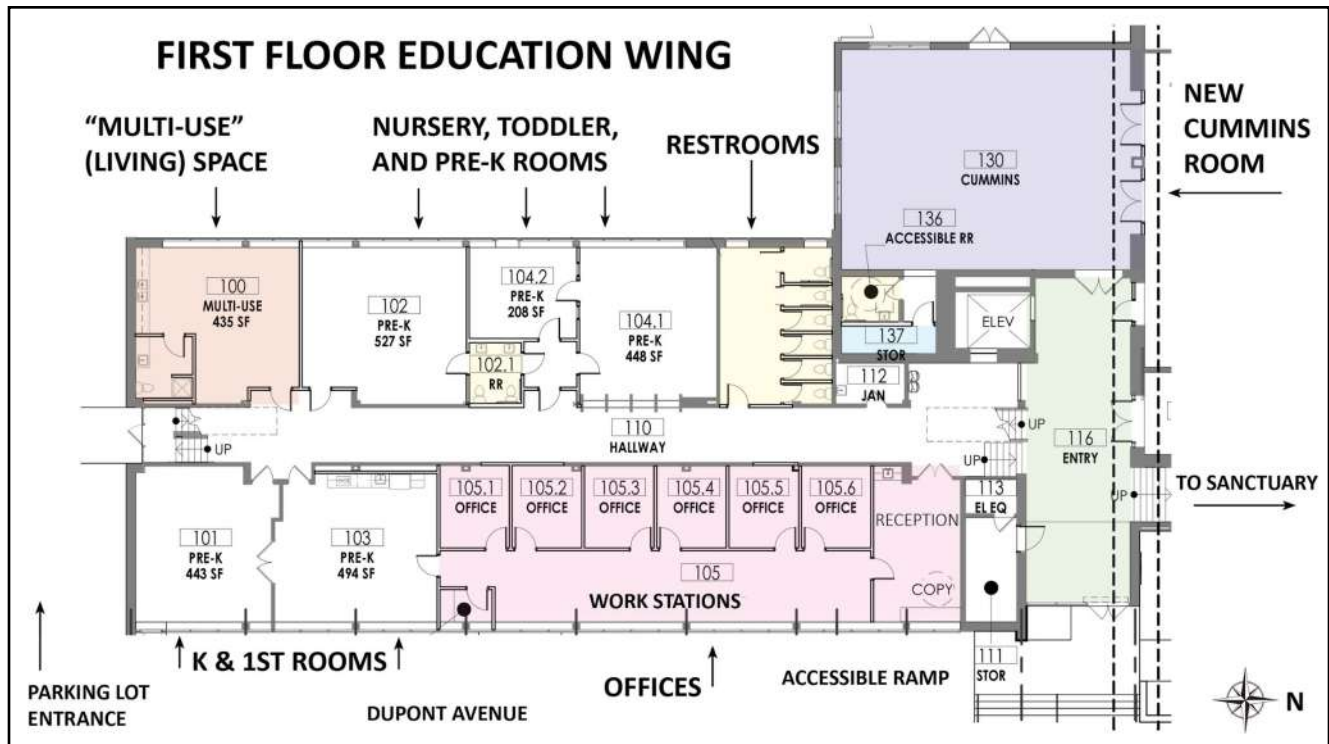 FIRST FLOOR EDUCATION WING
"MULTI-USE"
(LIVING) SPACE
NURSERY, TODDLER,
AND PRE-K ROOMS
RESTROOMS
NEW
CUMMINS
ROOM
130
CUMMINS
136
ACCESSIBLE RR
100
MULTI-USE
435 SF
102
PRE-K
527 SF
104.2
PRE-K
208 SF
104.1
PRE-K
448 SF
102.1
RR
137
STOR
ELEV
112
JAN
110
HALLWAY
UP
UP
UP
116
ENTRY
UP
TO SANCTUARY
101
PRE-K
443 SF
103
PRE-K
494 SF
105.1
OFFICE
105.2
OFFICE
105.3
OFFICE
105.4
OFFICE
105.5
OFFICE
105.6
OFFICE
RECEPTION
113
EL EQ
105
WORK STATIONS
COPY
111
STOR
K & 1ST ROOMS
OFFICES
ACCESSIBLE RAMP
PARKING LOT
ENTRANCE
DUPONT AVENUE
N